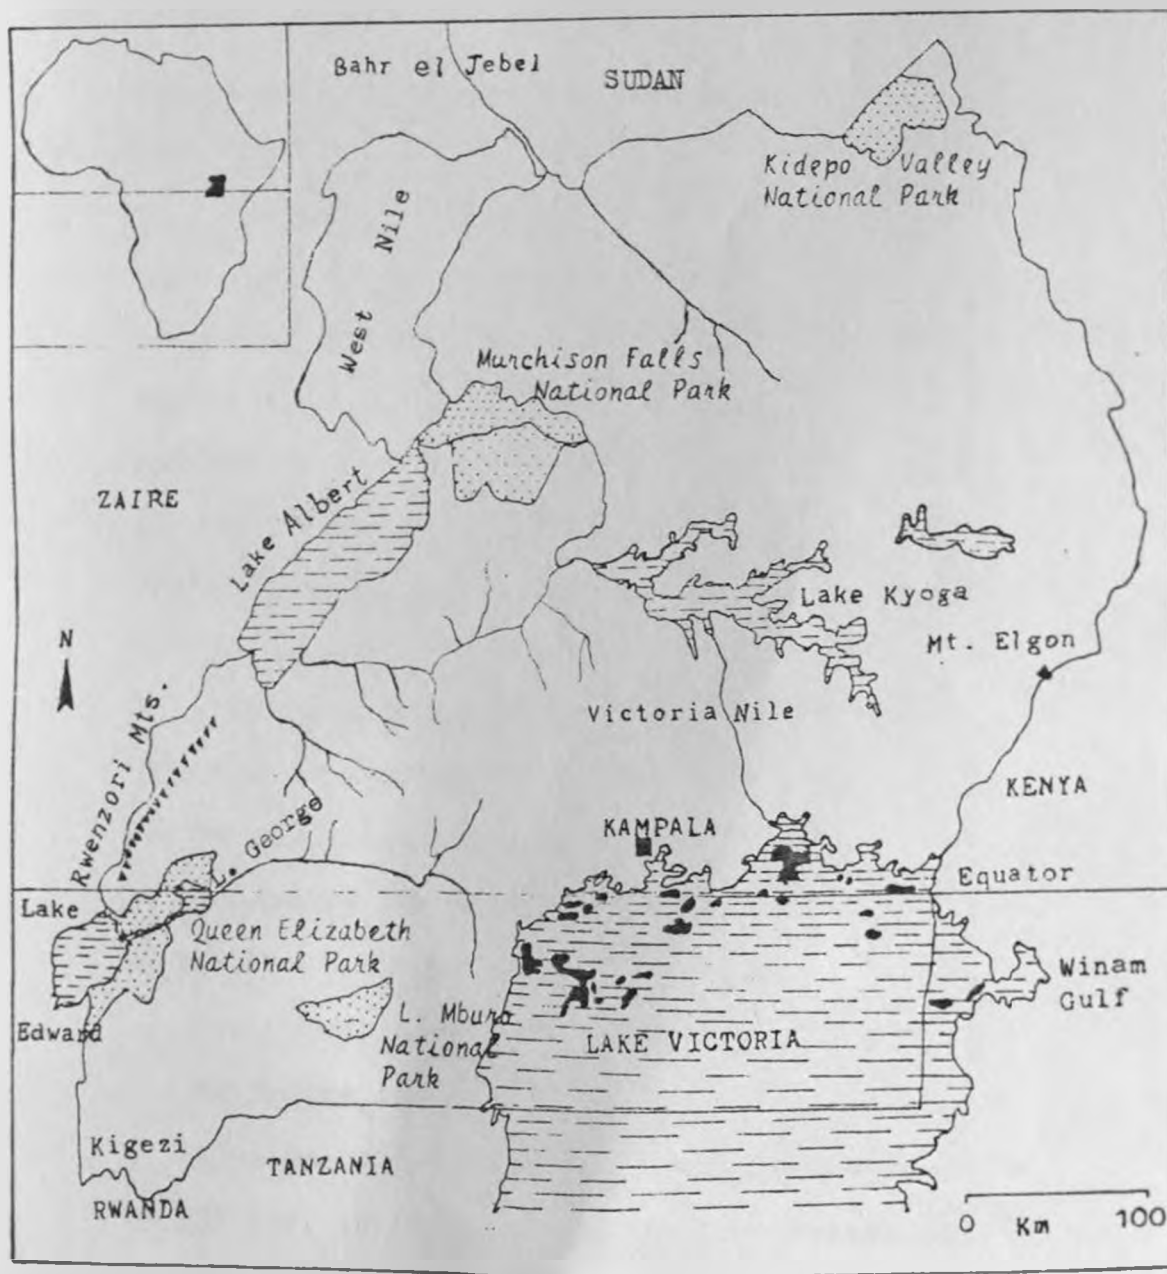 Bahr el Jebel
SUDAN
Kidepo Valley
National Park
West Nile
Murchison Falls
National Park
ZAIRE
Lake Albert
Lake Kyoga
N
Mt. Elgon
Rwenzori Mts.
Victoria Nile
KENYA
KAMPALA
L. George
Equator
Lake
Queen Elizabeth
National Park
Winam
Gulf
Edward
L. Mburo
National
Park
LAKE VICTORIA
Kigezi
TANZANIA
RWANDA
0 Km 100